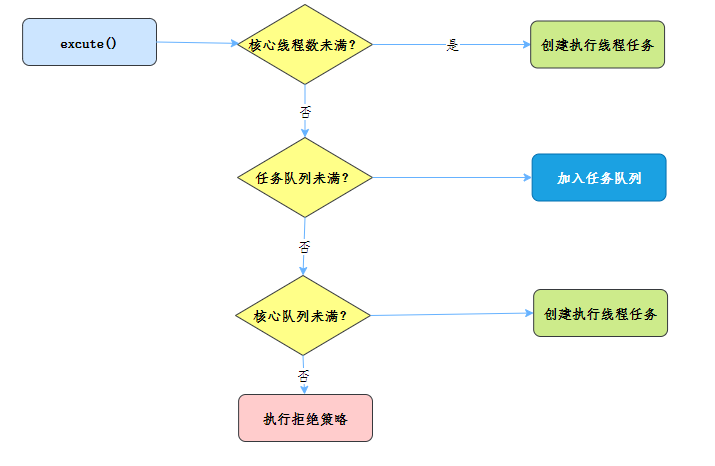 excute()
核心线程数未满?
是
创建执行线程任务
否
任务队列未满?
加入任务队列
否
核心队列未满?
创建执行线程任务
否
执行拒绝策略